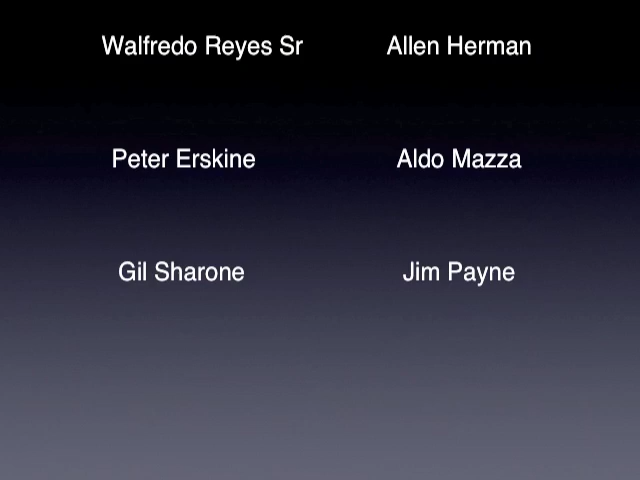 Walfredo Reyes Sr Allen Herman
Peter Erskine Aldo Mazza
Gil Sharone Jim Payne